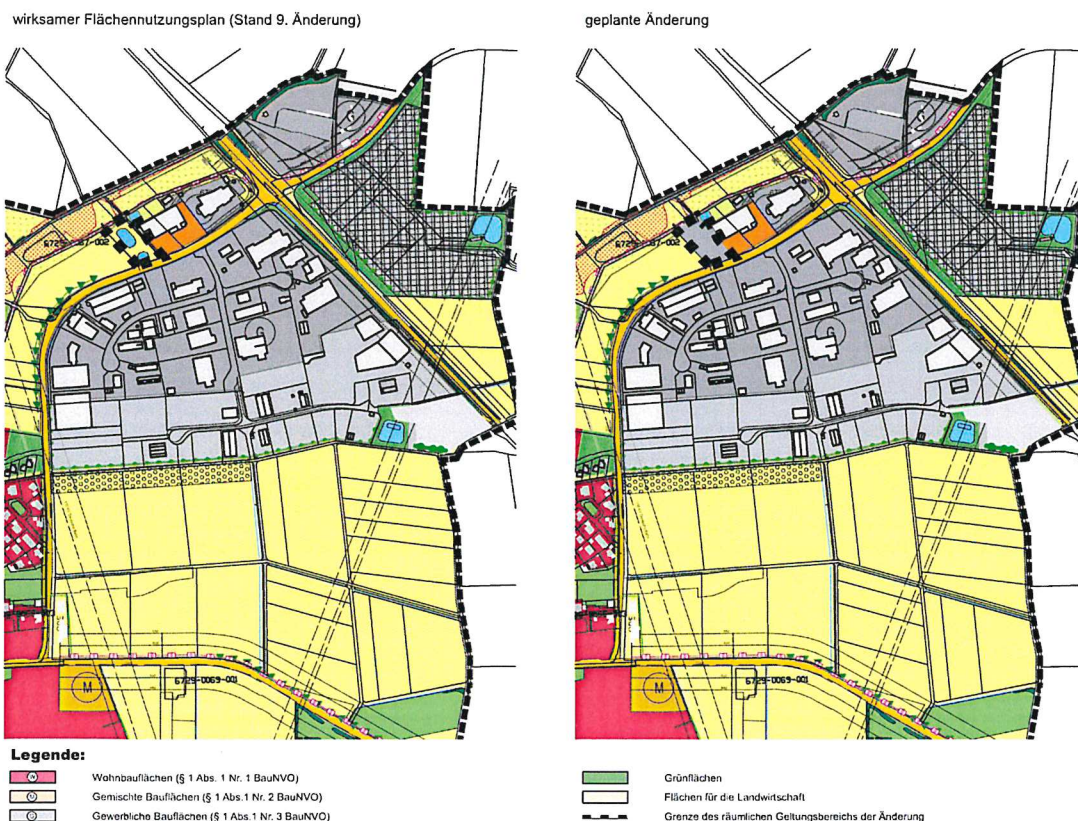 wirksamer Flächennutzungsplan (Stand 9. Änderung)
geplante Änderung
M
6729-0069-001
M
6729-0069-001
Legende:
W Wohnbauflächen (§ 1 Abs. 1 Nr. 1 BauNVO)
M Gemischte Bauflächen (§ 1 Abs.1 Nr. 2 BauNVO)
G Gewerbliche Bauflächen (§ 1 Abs.1 Nr. 3 BauNVO)
Grünflächen
Flächen für die Landwirtschaft
Grenze des räumlichen Geltungsbereichs der Änderung